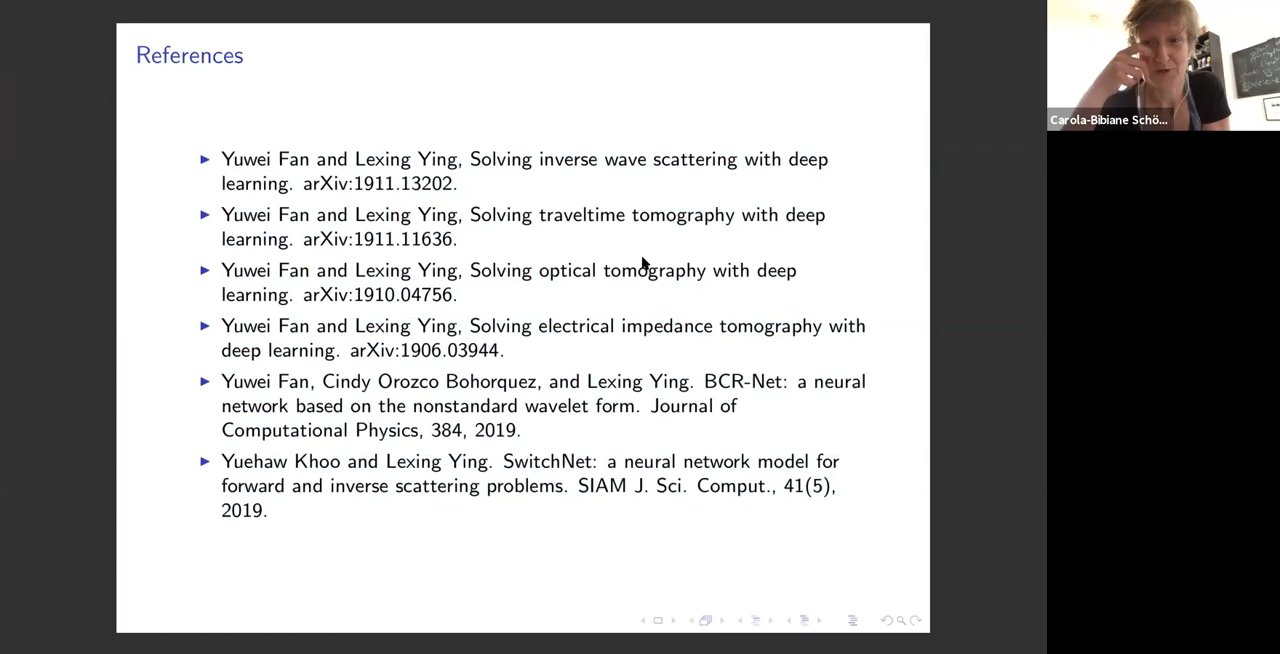 References
Yuwei Fan and Lexing Ying, Solving inverse wave scattering with deep
learning. arXiv:1911.13202.
Yuwei Fan and Lexing Ying, Solving traveltime tomography with deep
learning. arXiv:1911.11636.
Yuwei Fan and Lexing Ying, Solving optical tomography with deep
learning. arXiv:1910.04756.
Yuwei Fan and Lexing Ying, Solving electrical impedance tomography with
deep learning. arXiv:1906.03944.
Yuwei Fan, Cindy Orozco Bohorquez, and Lexing Ying. BCR-Net: a neural
network based on the nonstandard wavelet form. Journal of
Computational Physics, 384, 2019.
Yuehaw Khoo and Lexing Ying. SwitchNet: a neural network model for
forward and inverse scattering problems. SIAM J. Sci. Comput., 41(5),
2019.
Carola-Bibiane Schö...